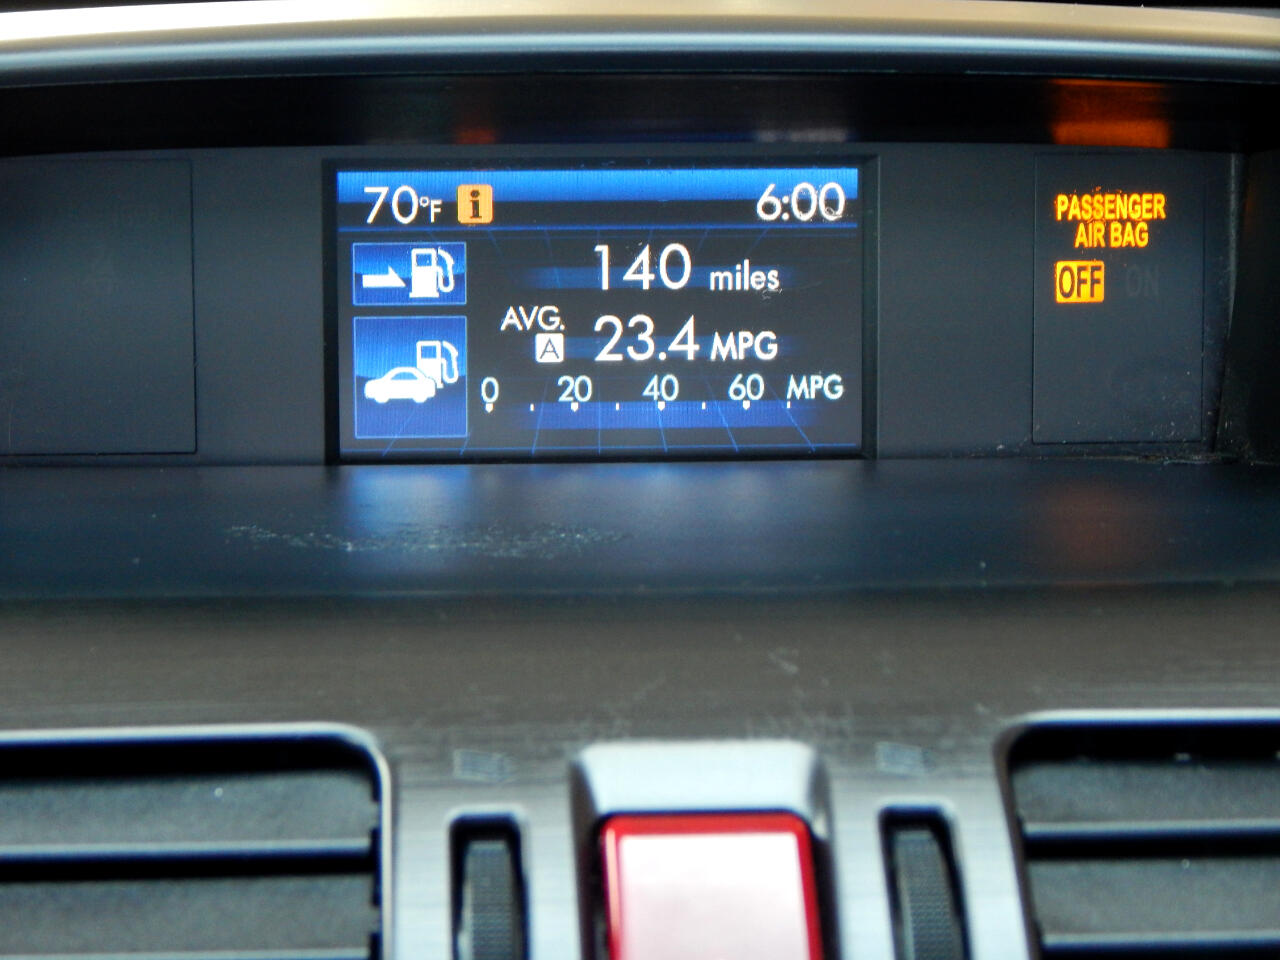 70°F i 6:00
140 miles
AVG.
A 23.4 MPG
0 20 40 60 MPG
PASSENGER
AIR BAG
OFF ON